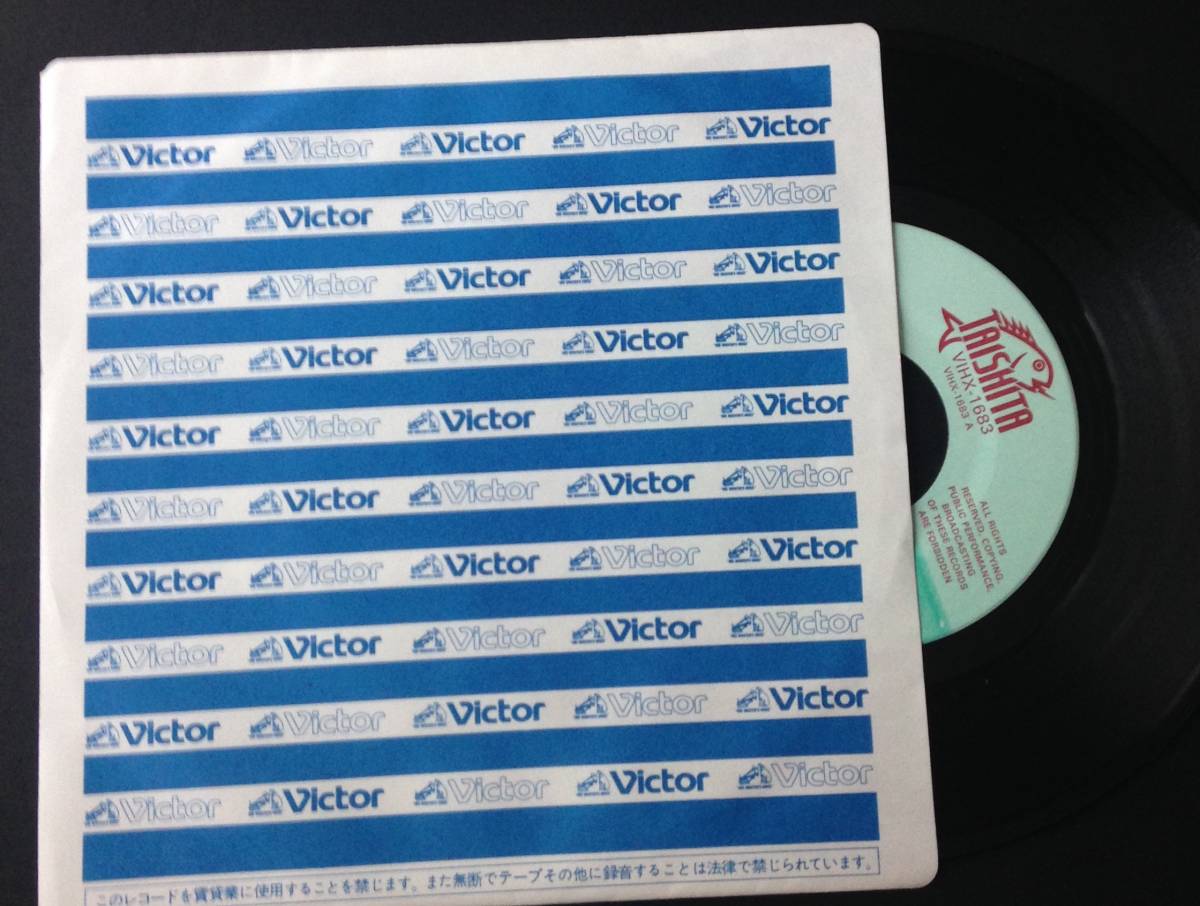 Victor Victor Victor Victor Victor
Victor Victor Victor Victor Victor
Victor Victor Victor Victor Victor
Victor Victor Victor Victor Victor
Victor Victor Victor Victor Victor
Victor Victor Victor Victor Victor
Victor Victor Victor Victor Victor
Victor Victor Victor Victor Victor
Victor Victor Victor Victor Victor
Victor Victor Victor Victor Victor
このレコードを賃貸業に使用することを禁じます。また無断でテープその他に録音することは法律で禁じられています。
TAISHITA
VIHX-1683
VIHX-1683 A
ALL RIGHTS
RESERVED. COPYING,
PUBLIC PERFORMANCE,
BROADCASTING
OF THESE RECORDS
ARE FORBIDDEN